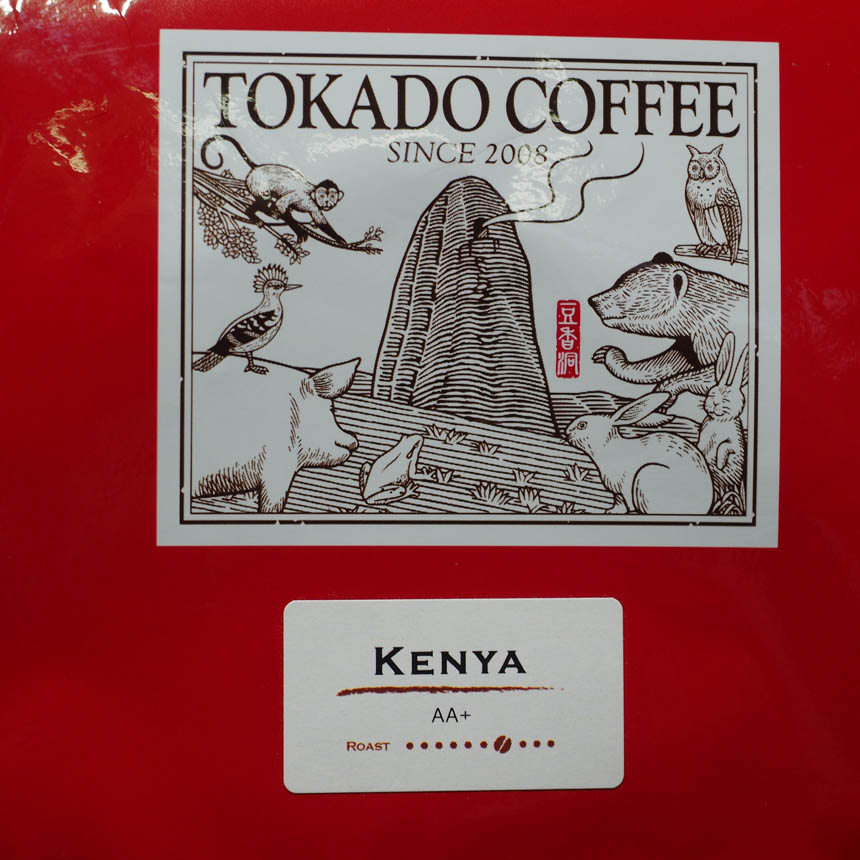 TOKADO COFFEE
SINCE 2008
豆香洞
KENYA
AA+
ROAST